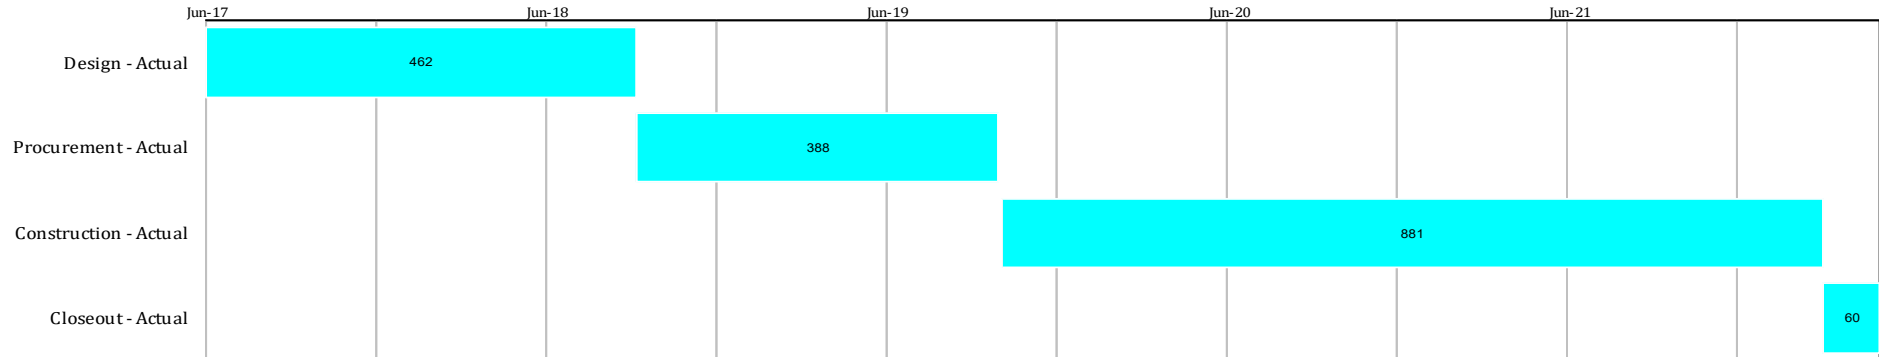 Jun-17 Jun-18 Jun-19 Jun-20 Jun-21
Design - Actual 462
Procurement - Actual 388
Construction - Actual 881
Closeout - Actual 60